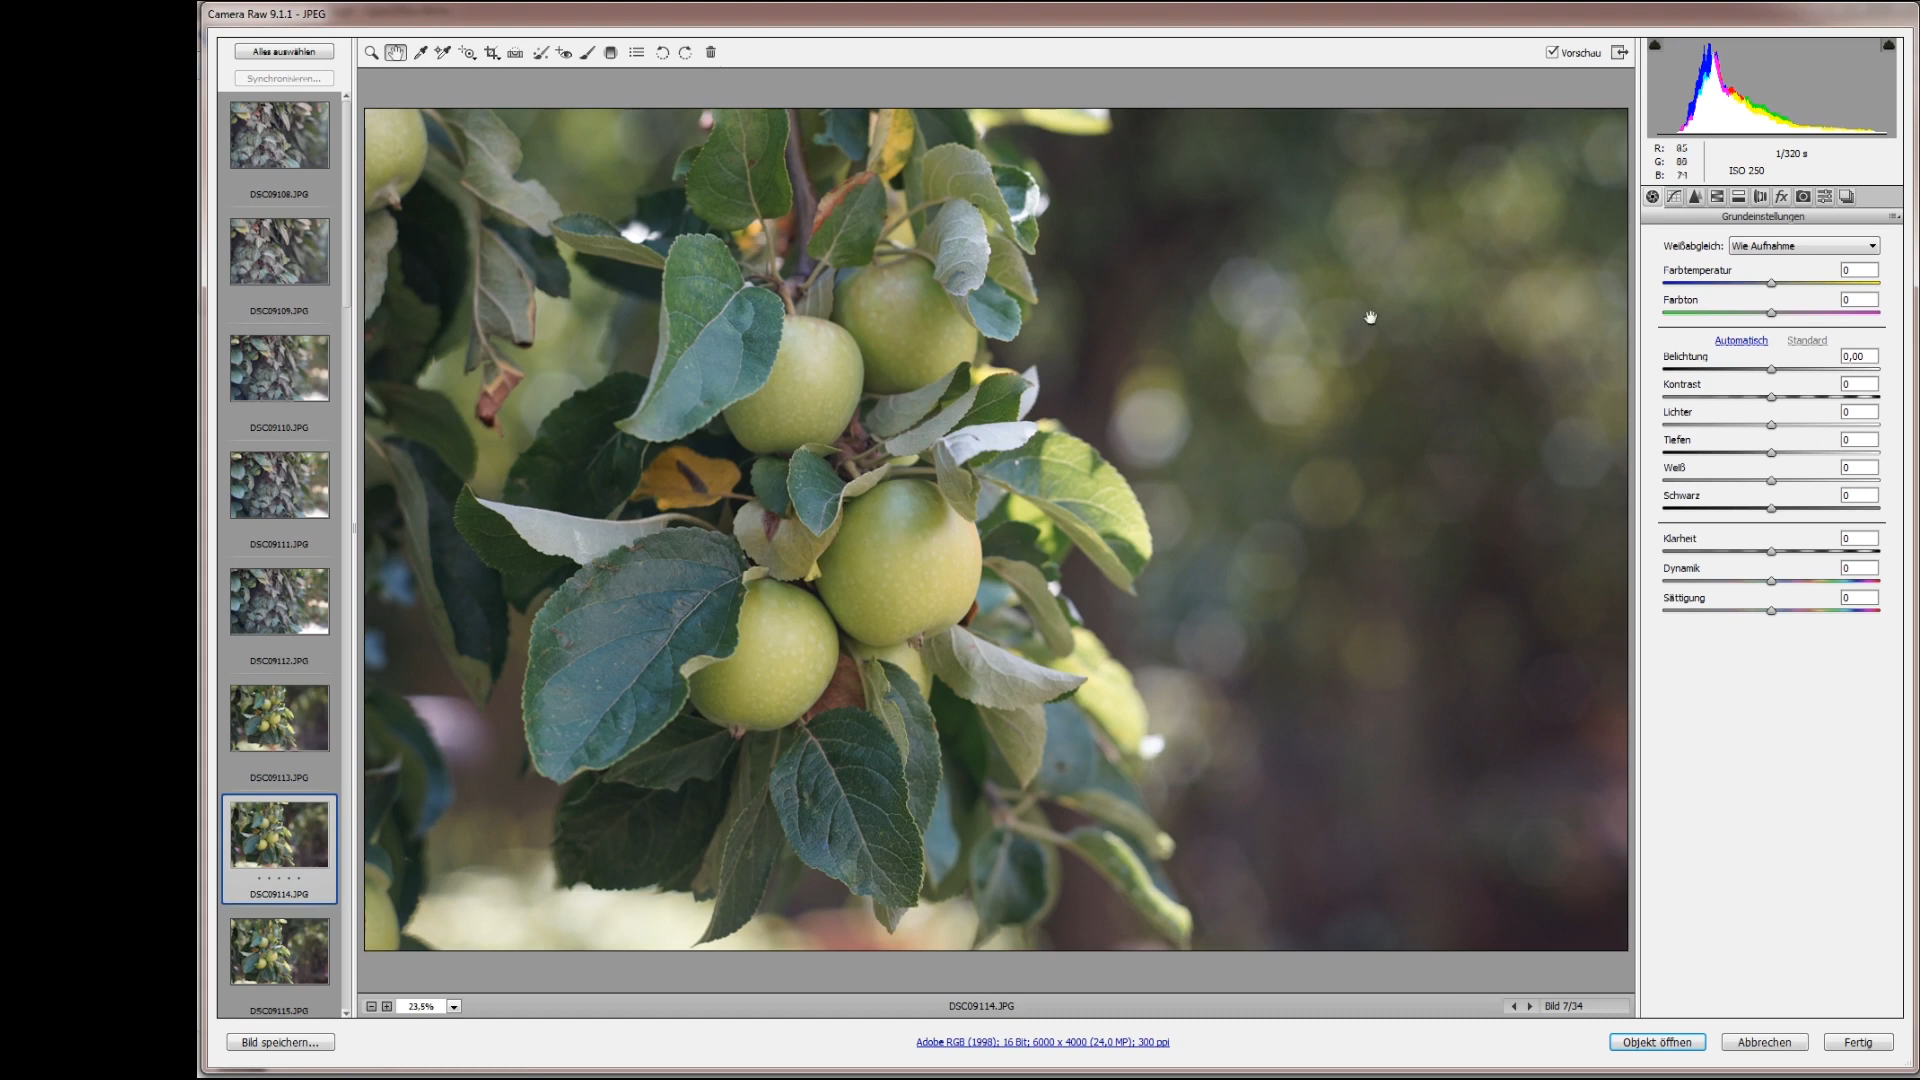 Camera Raw 9.1.1 - JPEG
Alles auswählen
Synchronisieren...
DSC09108.JPG
DSC09109.JPG
DSC09110.JPG
DSC09111.JPG
DSC09112.JPG
DSC09113.JPG
DSC09114.JPG
DSC09115.JPG
Vorschau
R:
G:
B:
1/320 s
ISO 250
fx
Grundeinstellungen
Weißabgleich: Wie Aufnahme
Farbtemperatur 0
Farbton 0
Automatisch Standard
Belichtung 0,00
Kontrast 0
Lichter 0
Tiefen 0
Weiß 0
Schwarz 0
Klarheit 0
Dynamik 0
Sättigung 0
23,5%
DSC09114.JPG
Bild 7/34
Bild speichern...
Adobe RGB (1998); 16 Bit; 6000 x 4000 (24,0 MP); 300 ppi
Objekt öffnen
Abbrechen
Fertig